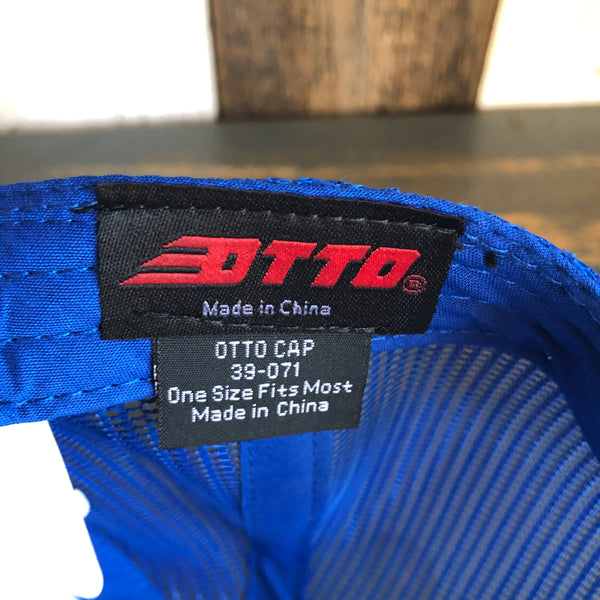 OTTO®
Made in China
OTTO CAP
39-071
One Size Fits Most
Made in China